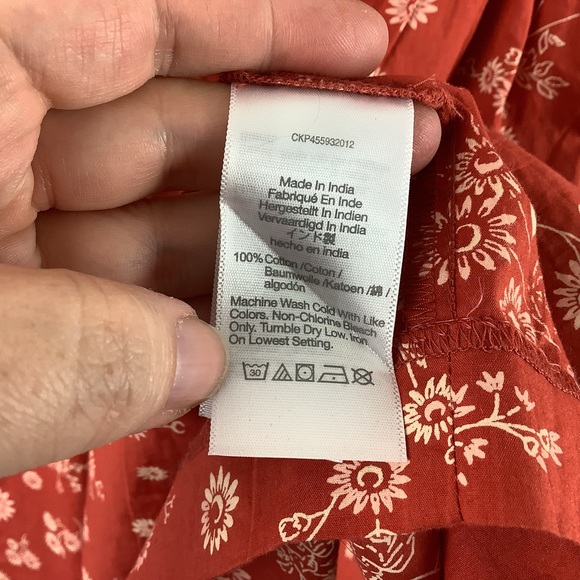 CKP455932012
Made In India
Fabriqué En Inde
Hergestellt In Indien
Vervaardigd In India
インド製
hecho en india
100% Cotton /Coton /
Baumwolle /Katoen /綿 /
algodón
Machine Wash Cold With Like
Colors. Non-Chlorine Bleach
Only. Tumble Dry Low. Iron
On Lowest Setting.
30